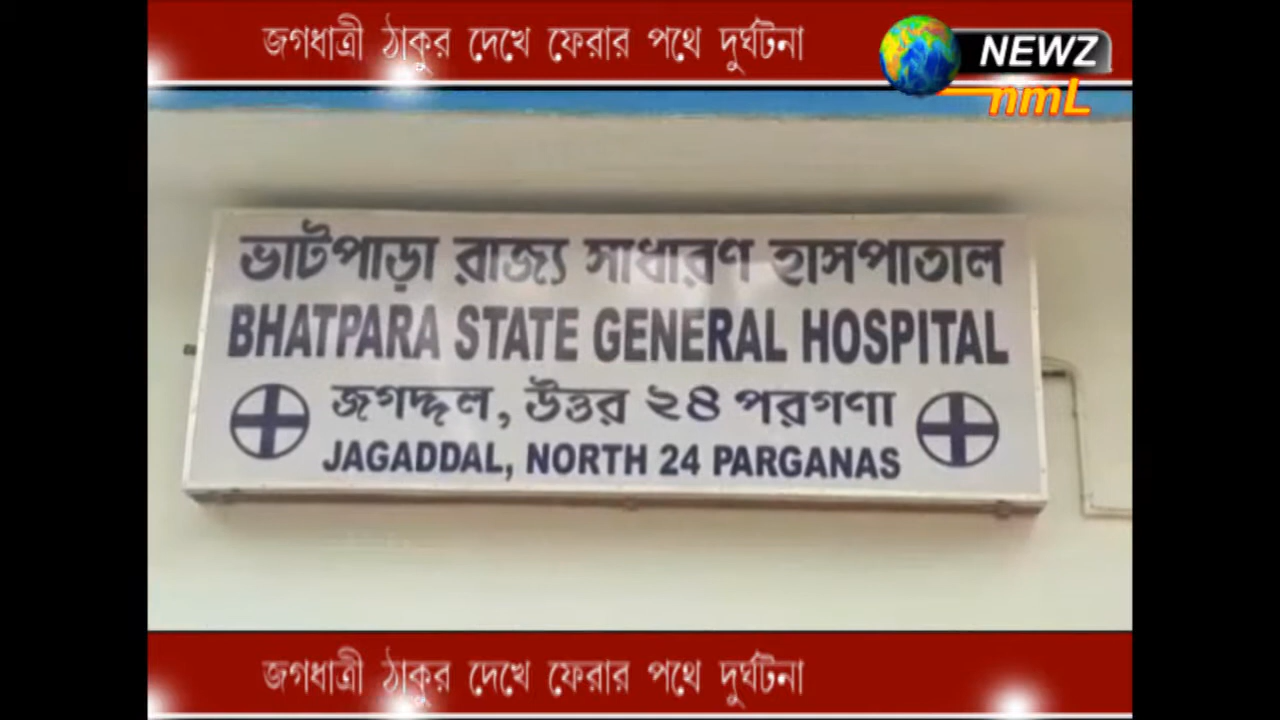 জগধাত্রী ঠাকুর দেখে ফেরার পথে দুর্ঘটনা
NEWZ
nmL
ভাটপাড়া রাজ্য সাধারণ হাসপাতাল
BHATPARA STATE GENERAL HOSPITAL
জগদ্দল, উত্তর ২৪ পরগণা
JAGADDAL, NORTH 24 PARGANAS
জগধাত্রী ঠাকুর দেখে ফেরার পথে দুর্ঘটনা